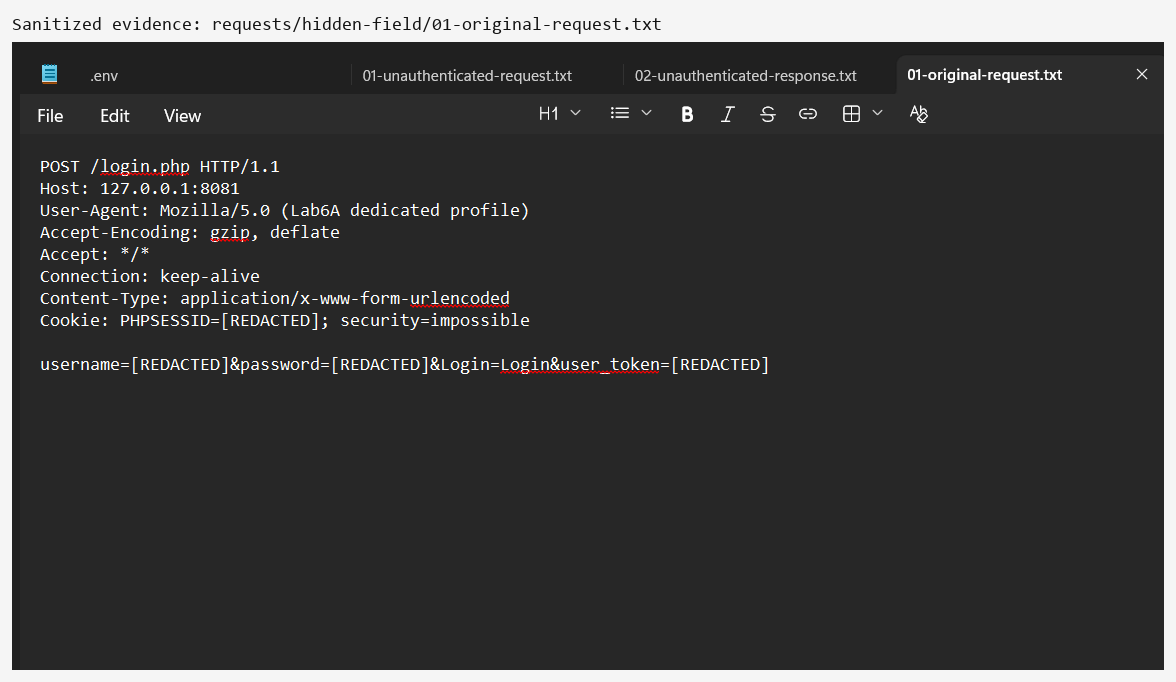 Sanitized evidence: requests/hidden-field/01-original-request.txt
.env
01-unauthenticated-request.txt
02-unauthenticated-response.txt
01-original-request.txt
File
Edit
View
H1
B
I
S
POST /login.php HTTP/1.1
Host: 127.0.0.1:8081
User-Agent: Mozilla/5.0 (Lab6A dedicated profile)
Accept-Encoding: gzip, deflate
Accept: */*
Connection: keep-alive
Content-Type: application/x-www-form-urlencoded
Cookie: PHPSESSID=[REDACTED]; security=impossible
username=[REDACTED]&password=[REDACTED]&Login=Login&user_token=[REDACTED]